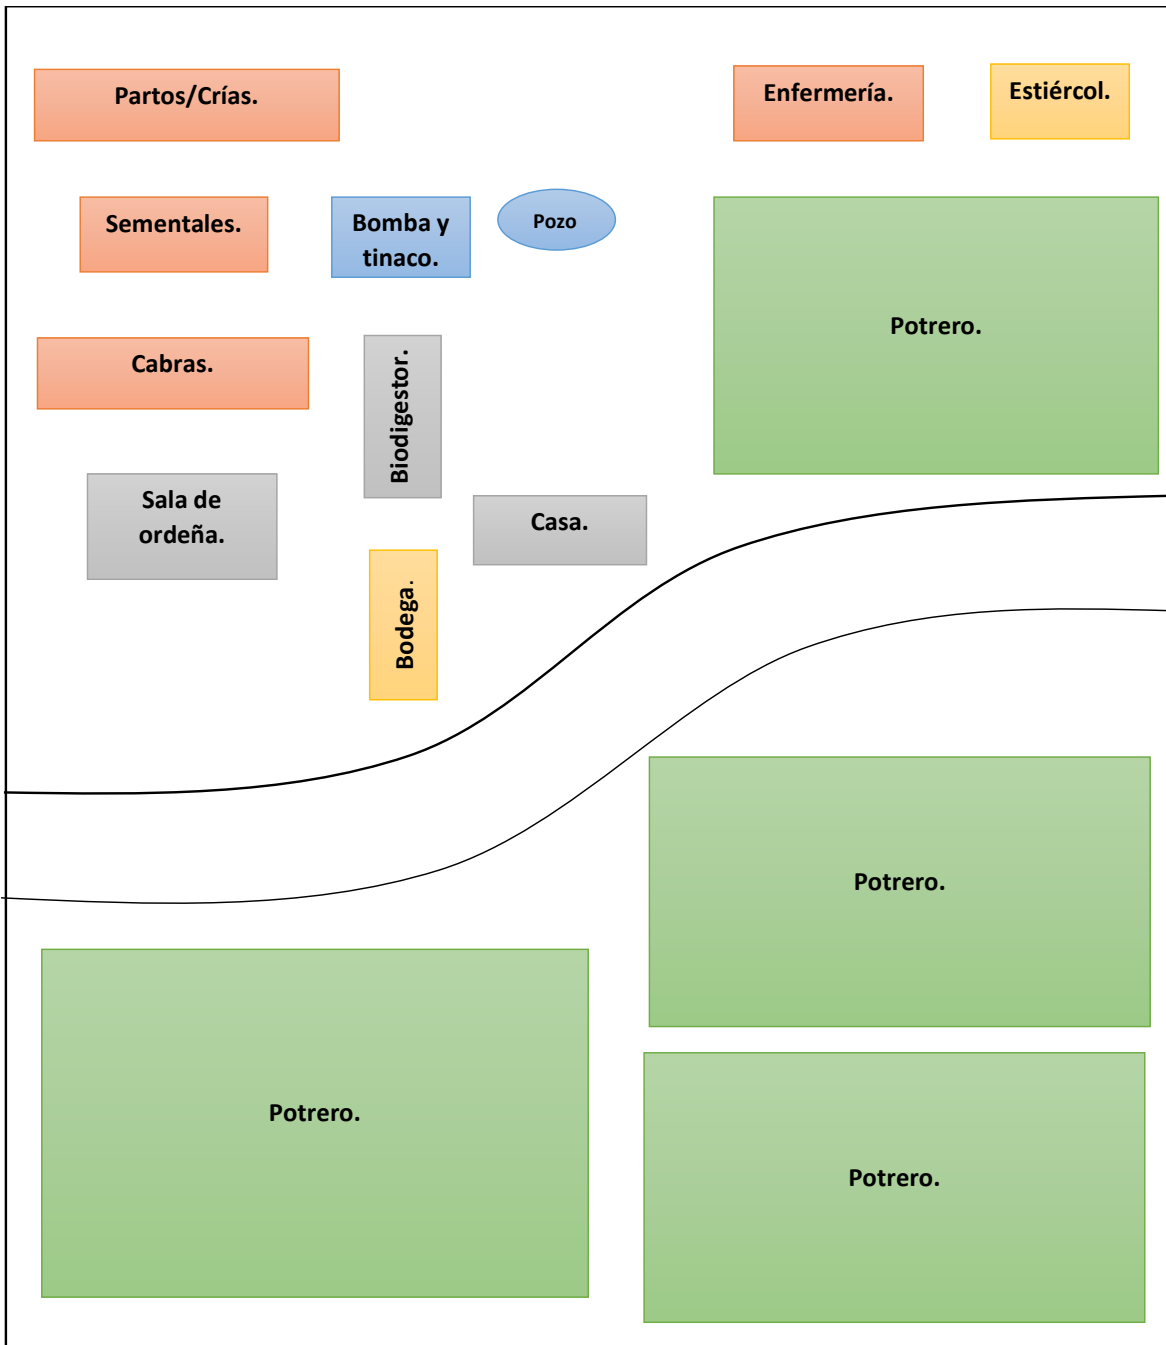 Partos/Crías.
Enfermería.
Estiércol.
Sementales.
Bomba y
tinaco.
Pozo
Potrero.
Cabras.
Biodigestor.
Sala de
ordeña.
Casa.
Bodega.
Potrero.
Potrero.
Potrero.